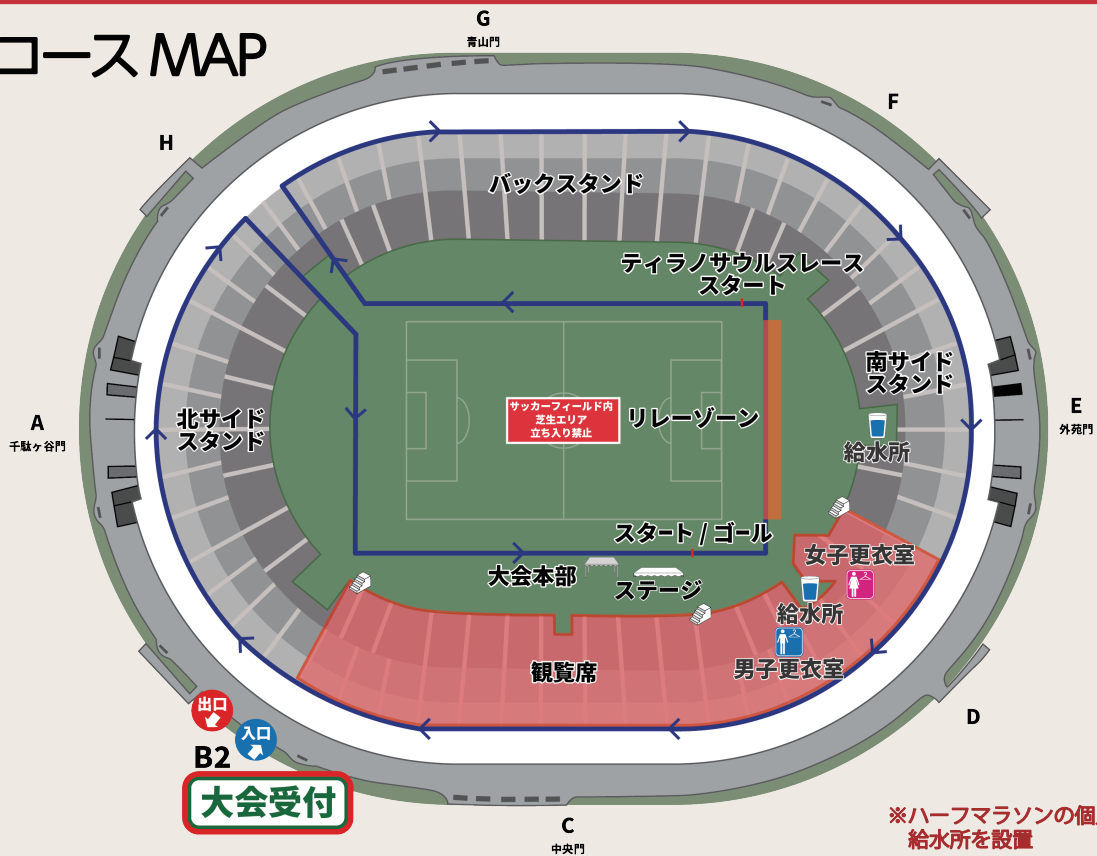 コース MAP
G
青山門
F
H
バックスタンド
ティラノサウルスレース
スタート
南サイド
スタンド
北サイド
スタンド
A
千駄ヶ谷門
サッカーフィールド内
芝生エリア
立ち入り禁止
リレーゾーン
E
外苑門
給水所
スタート / ゴール
大会本部
ステージ
女子更衣室
給水所
男子更衣室
観覧席
出口
入口
B2
大会受付
D
C
中央門
※ハーフマラソンの個
給水所を設置